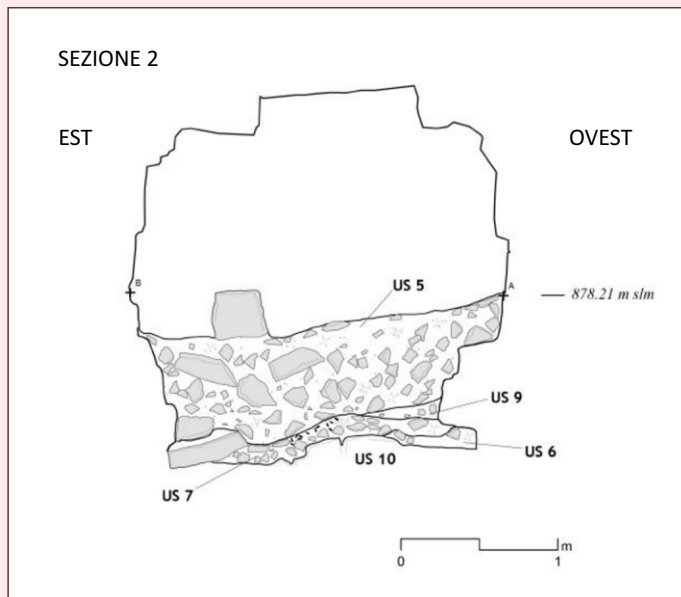 SEZIONE 2
EST
OVEST
B
A
US 5
878.21 m slm
US 9
US 6
US 10
US 7
m
0
1